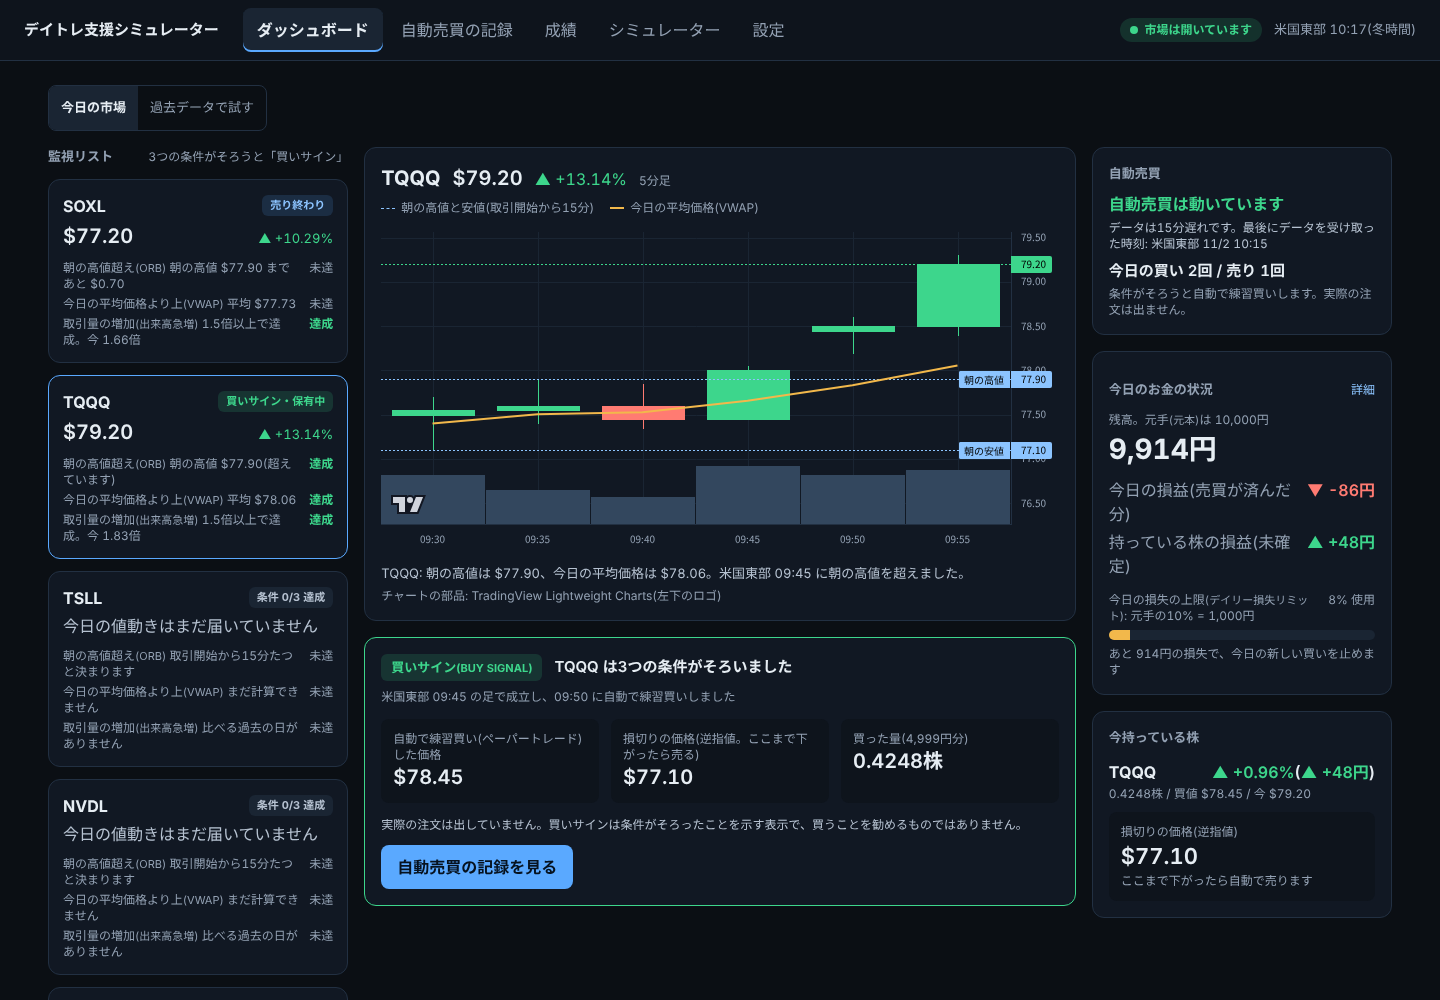 デイトレ支援シミュレーター
ダッシュボード
自動売買の記録
成績
シミュレーター
設定
市場は開いています
米国東部 10:17(冬時間)
今日の市場
過去データで試す
監視リスト
3つの条件がそろうと「買いサイン」
SOXL
売り終わり
$77.20
▲ +10.29%
朝の高値超え(ORB) 朝の高値 $77.90 まで
あと $0.70
未達
今日の平均価格より上(VWAP) 平均 $77.73
未達
取引量の増加(出来高急増) 1.5倍以上で達
成。今 1.66倍
達成
TQQQ
買いサイン・保有中
$79.20
▲ +13.14%
朝の高値超え(ORB) 朝の高値 $77.90(超え
ています)
達成
今日の平均価格より上(VWAP) 平均 $78.06
達成
取引量の増加(出来高急増) 1.5倍以上で達
成。今 1.83倍
達成
TSLL
条件 0/3 達成
今日の値動きはまだ届いていません
朝の高値超え(ORB) 取引開始から15分たつ
と決まります
未達
今日の平均価格より上(VWAP) まだ計算でき
ません
未達
取引量の増加(出来高急増) 比べる過去の日が
ありません
未達
NVDL
条件 0/3 達成
今日の値動きはまだ届いていません
朝の高値超え(ORB) 取引開始から15分たつ
と決まります
未達
今日の平均価格より上(VWAP) まだ計算でき
ません
未達
取引量の増加(出来高急増) 比べる過去の日が
ありません
未達
TQQQ $79.20 ▲ +13.14% 5分足
朝の高値と安値(取引開始から15分)
今日の平均価格(VWAP)
79.50
79.20
79.00
78.50
78.00
朝の高値 77.90
77.50
朝の安値 77.10
77.00
76.50
09:30
09:35
09:40
09:45
09:50
09:55
TQQQ: 朝の高値は $77.90、今日の平均価格は $78.06。米国東部 09:45 に朝の高値を超えました。
チャートの部品: TradingView Lightweight Charts(左下のロゴ)
買いサイン(BUY SIGNAL)
TQQQ は3つの条件がそろいました
米国東部 09:45 の足で成立し、09:50 に自動で練習買いしました
自動で練習買い(ペーパートレード)
した価格
$78.45
損切りの価格(逆指値。ここまで下
がったら売る)
$77.10
買った量(4,999円分)
0.4248株
実際の注文は出していません。買いサインは条件がそろったことを示す表示で、買うことを勧めるものではありません。
自動売買の記録を見る
自動売買
自動売買は動いています
データは15分遅れです。最後にデータを受け取っ
た時刻: 米国東部 11/2 10:15
今日の買い 2回 / 売り 1回
条件がそろうと自動で練習買いします。実際の注
文は出ません。
今日のお金の状況
詳細
残高。元手(元本)は 10,000円
9,914円
今日の損益(売買が済んだ
分)
▼ -86円
持っている株の損益(未確
定)
▲ +48円
今日の損失の上限(デイリー損失リミッ
ト): 元手の10% = 1,000円
8% 使用
あと 914円の損失で、今日の新しい買いを止めま
す
今持っている株
TQQQ
▲ +0.96%(▲ +48円)
0.4248株 / 買値 $78.45 / 今 $79.20
損切りの価格(逆指値)
$77.10
ここまで下がったら自動で売ります